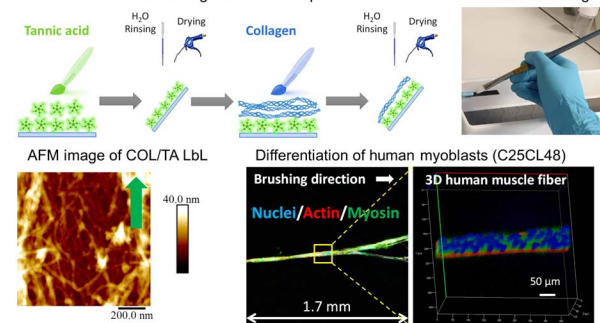 Tannic acid
H2O
Rinsing
Drying
Collagen
H2O
Rinsing
Drying
AFM image of COL/TA LbL
40.0 nm
200.0 nm
Differentiation of human myoblasts (C25CL48)
Brushing direction
Nuclei/Actin/Myosin
1.7 mm
3D human muscle fiber
50 µm